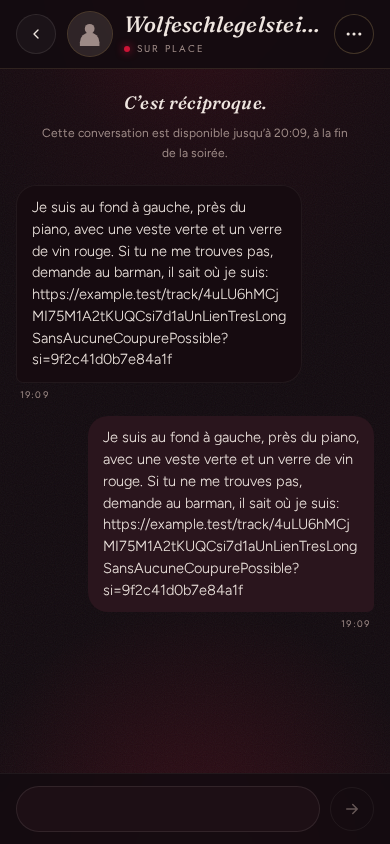 Wolfeschlegelstei...
SUR PLACE
C'est réciproque.
Cette conversation est disponible jusqu'à 20:09, à la fin
de la soirée.
Je suis au fond à gauche, près du
piano, avec une veste verte et un verre
de vin rouge. Si tu ne me trouves pas,
demande au barman, il sait où je suis:
https://example.test/track/4uLU6hMCj
MI75M1A2tKUQCsi7d1aUnLienTresLong
SansAucuneCoupurePossible?
si=9f2c41d0b7e84a1f
19:09
Je suis au fond à gauche, près du piano,
avec une veste verte et un verre de vin
rouge. Si tu ne me trouves pas,
demande au barman, il sait où je suis:
https://example.test/track/4uLU6hMCj
MI75M1A2tKUQCsi7d1aUnLienTresLong
SansAucuneCoupurePossible?
si=9f2c41d0b7e84a1f
19:09